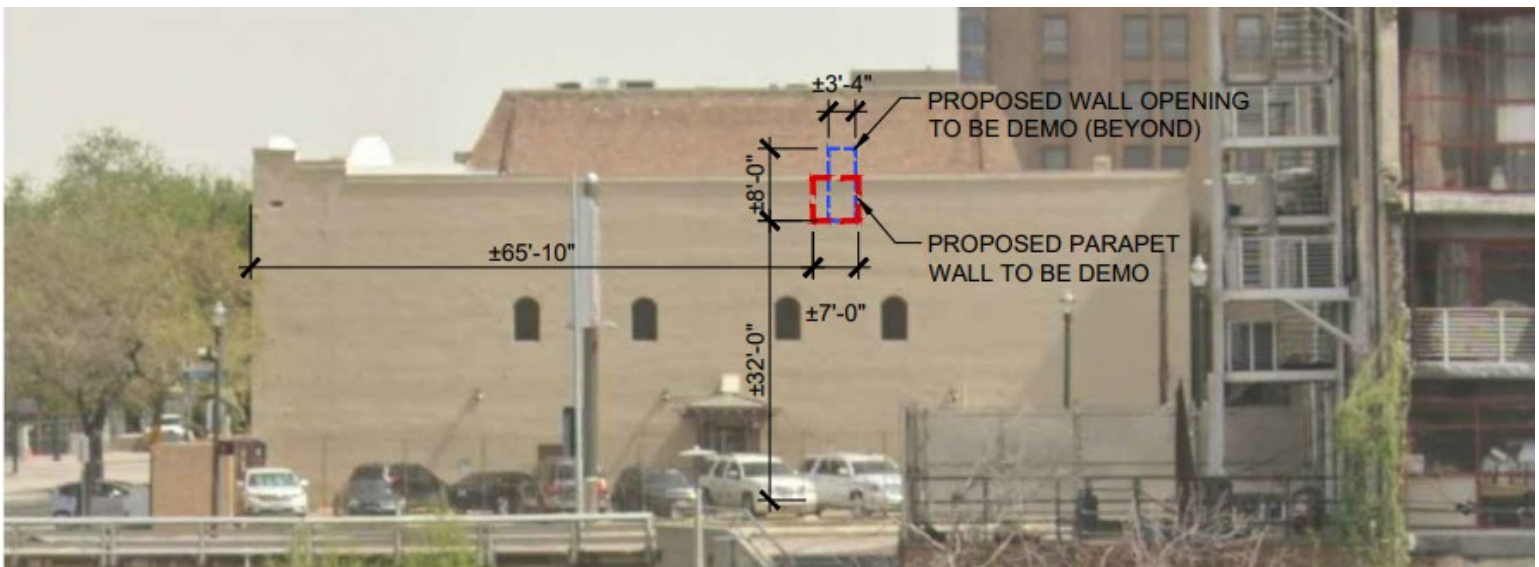 ±3'-4"
PROPOSED WALL OPENING
TO BE DEMO (BEYOND)
±8'-0"
PROPOSED PARAPET
WALL TO BE DEMO
±65'-10"
±7'-0"
±32'-0"